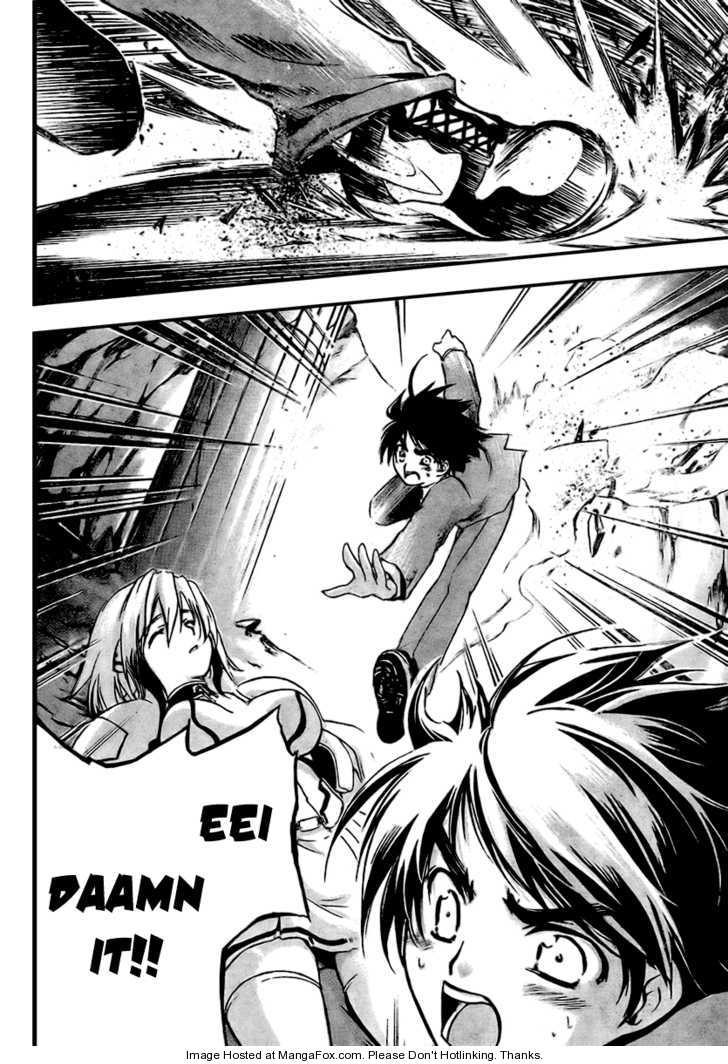 EEI
DAAMN
IT!!
Image Hosted at MangaFox.com. Please Don't Hotlinking. Thanks.